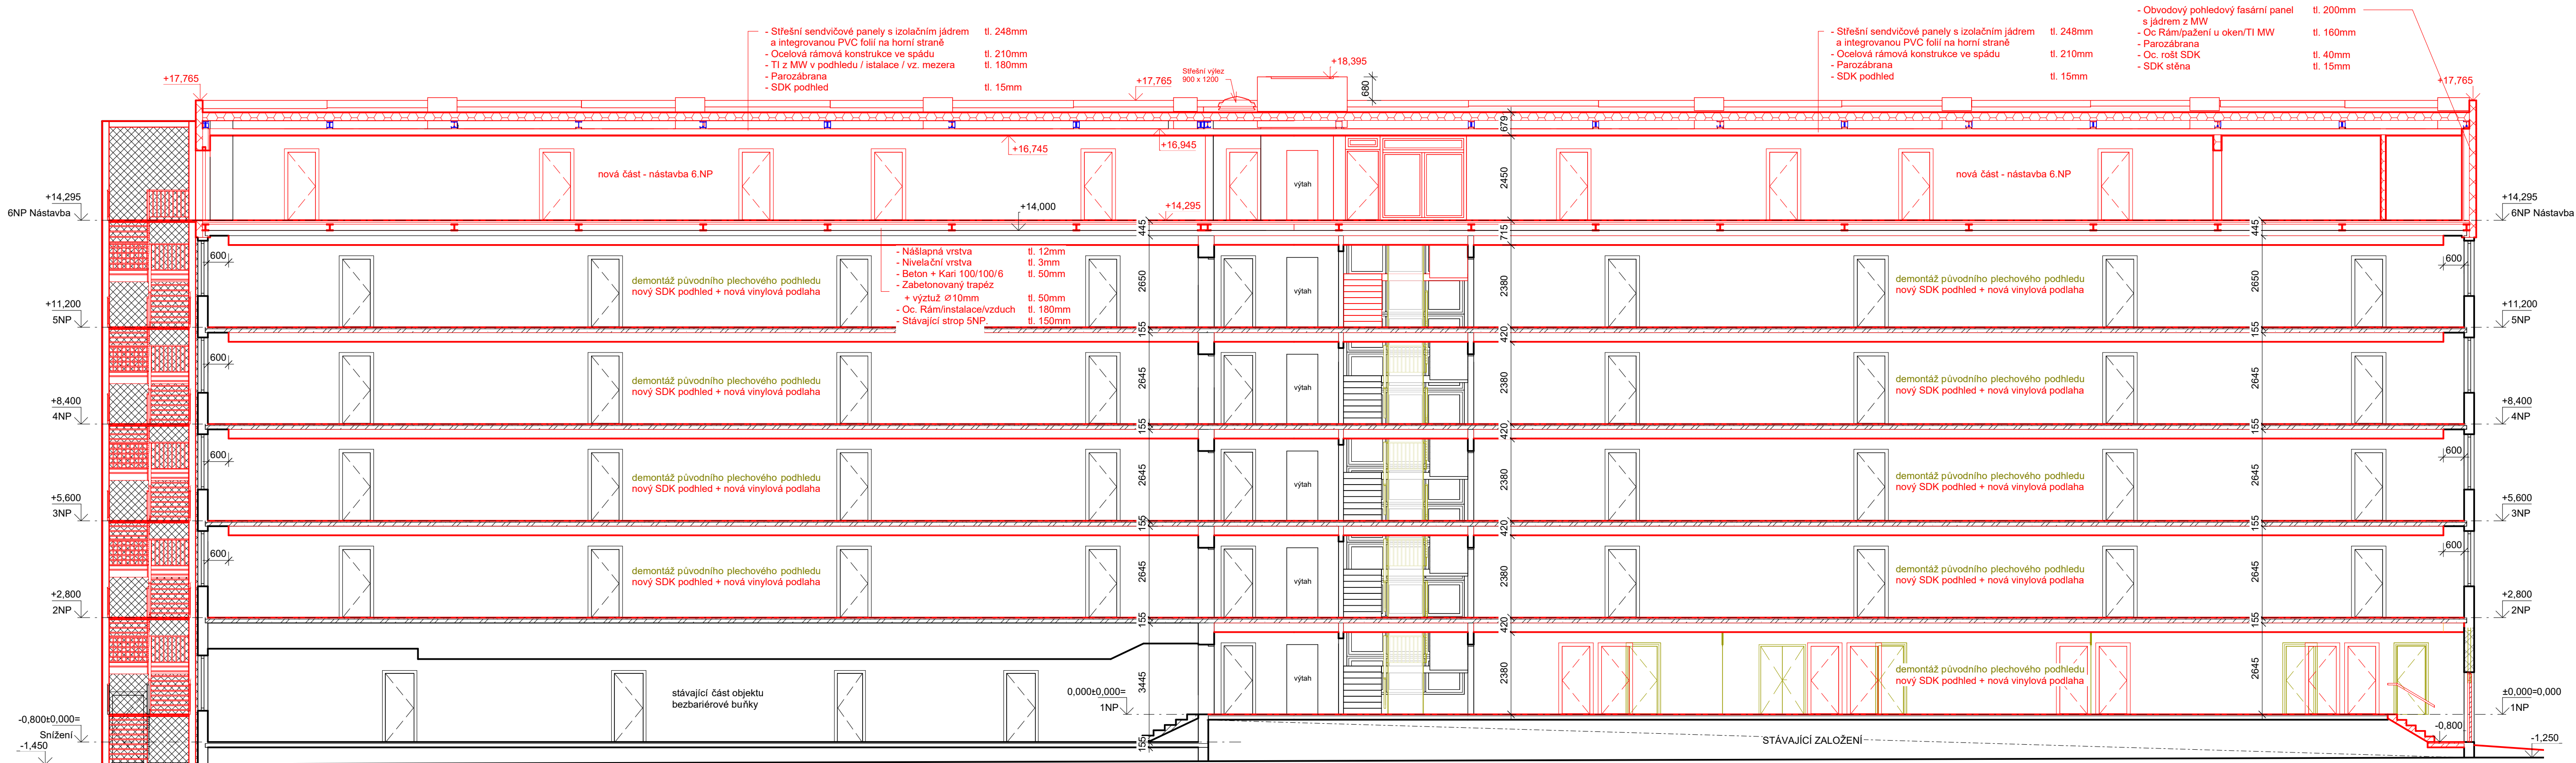 - Střešní sendvičové panely s izolačním jádrem tl. 248mm
a integrovanou PVC folií na horní straně
- Ocelová rámová konstrukce ve spádu tl. 210mm
- TI z MW v podhledu / istalace / vz. mezera tl. 180mm
- Parozábrana
- SDK podhled tl. 15mm
- Střešní sendvičové panely s izolačním jádrem tl. 248mm
a integrovanou PVC folií na horní straně
- Ocelová rámová konstrukce ve spádu tl. 210mm
- Parozábrana
- SDK podhled tl. 15mm
- Obvodový pohledový fasární panel tl. 200mm
s jádrem z MW
- Oc Rám/pažení u oken/TI MW tl. 160mm
- Parozábrana
- Oc. rošt SDK tl. 40mm
- SDK stěna tl. 15mm
+17,765
+17,765
Střešní výlez
900 x 1200
+18,395
680
+17,765
679
+16,745
+16,945
nová část - nástavba 6.NP
výtah
2450
nová část - nástavba 6.NP
+14,295
6NP Nástavba
+14,000
+14,295
+14,295
6NP Nástavba
445
715
445
- Nášlapná vrstva tl. 12mm
- Nivelační vrstva tl. 3mm
- Beton + Kari 100/100/6 tl. 50mm
- Zabetonovaný trapéz
+ výztuž Ø10mm tl. 50mm
- Oc. Rám/instalace/vzduch tl. 180mm
- Stávající strop 5NP. tl. 150mm
600
demontáž původního plechového podhledu
nový SDK podhled + nová vinylová podlaha
2650
výtah
2380
demontáž původního plechového podhledu
nový SDK podhled + nová vinylová podlaha
2650
600
+11,200
5NP
+11,200
5NP
155
420
155
600
demontáž původního plechového podhledu
nový SDK podhled + nová vinylová podlaha
2645
výtah
2380
demontáž původního plechového podhledu
nový SDK podhled + nová vinylová podlaha
2645
600
+8,400
4NP
+8,400
4NP
155
420
155
600
demontáž původního plechového podhledu
nový SDK podhled + nová vinylová podlaha
2645
výtah
2380
demontáž původního plechového podhledu
nový SDK podhled + nová vinylová podlaha
2645
600
+5,600
3NP
+5,600
3NP
155
420
155
600
demontáž původního plechového podhledu
nový SDK podhled + nová vinylová podlaha
2645
výtah
2380
demontáž původního plechového podhledu
nový SDK podhled + nová vinylová podlaha
2645
600
+2,800
2NP
+2,800
2NP
155
420
155
stávající část objektu
bezbariérové buňky
3445
výtah
2380
demontáž původního plechového podhledu
nový SDK podhled + nová vinylová podlaha
2645
0,000±0,000=
1NP
±0,000=0,000
1NP
-0,800±0,000=
Snížení
-1,450
155
STÁVAJÍCÍ ZALOŽENÍ
-0,800
-1,250